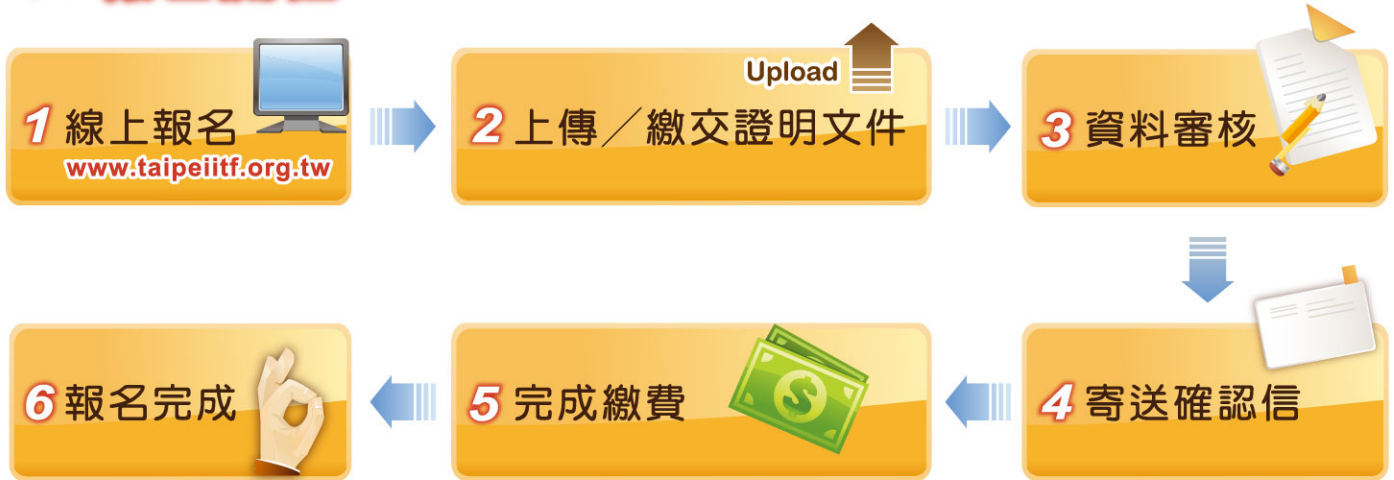 1 線上報名
www.taipeiitf.org.tw
Upload
2 上傳／繳交證明文件
3 資料審核
4 寄送確認信
5 完成繳費
6 報名完成